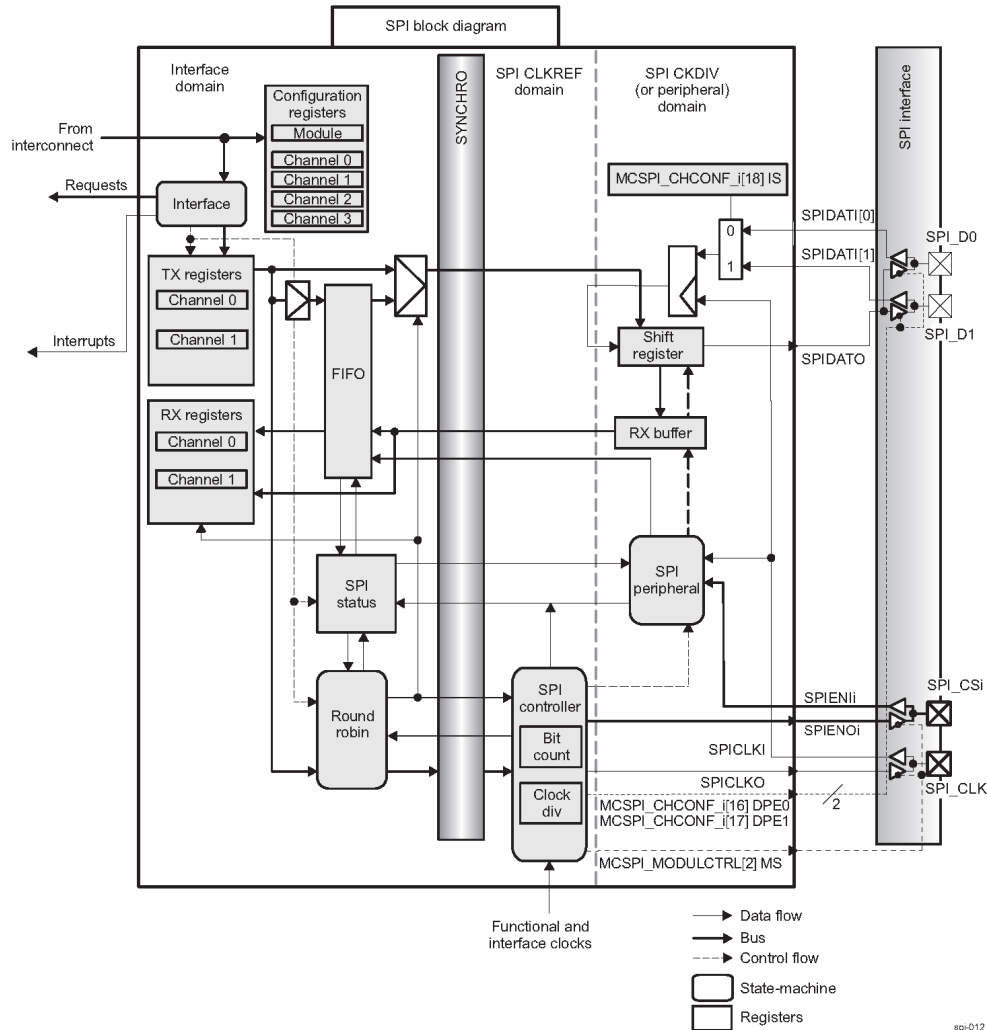 SPI block diagram
Interface
domain
SYNCHRO
SPI CLKREF
domain
SPI CKDIV
(or peripheral)
domain
SPI interface
From
interconnect
Configuration
registers
Module
Channel 0
Channel 1
Channel 2
Channel 3
Requests
Interface
MCSPI_CHCONF_i[18] IS
0
1
SPIDATI[0]
SPIDATI[1]
SPI_D0
SPI_D1
TX registers
Channel 0
Channel 1
Interrupts
FIFO
Shift
register
SPIDATO
RX registers
Channel 0
Channel 1
RX buffer
SPI
status
SPI
peripheral
Round
robin
SPI
controller
Bit
count
Clock
div
SPIENIi
SPI_CSi
SPIENOi
SPICLKI
SPICLKO
SPI_CLK
MCSPI_CHCONF_i[16] DPE0
MCSPI_CHCONF_i[17] DPE1
2
MCSPI_MODULCTRL[2] MS
Functional and
interface clocks
Data flow
Bus
Control flow
State-machine
Registers
spi-012